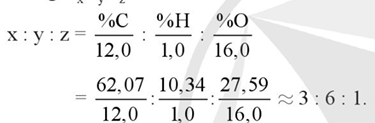 x : y : z = %C/12,0 : %H/1,0 : %O/16,0
= 62,07/12,0 : 10,34/1,0 : 27,59/16,0 ≈ 3 : 6 : 1.